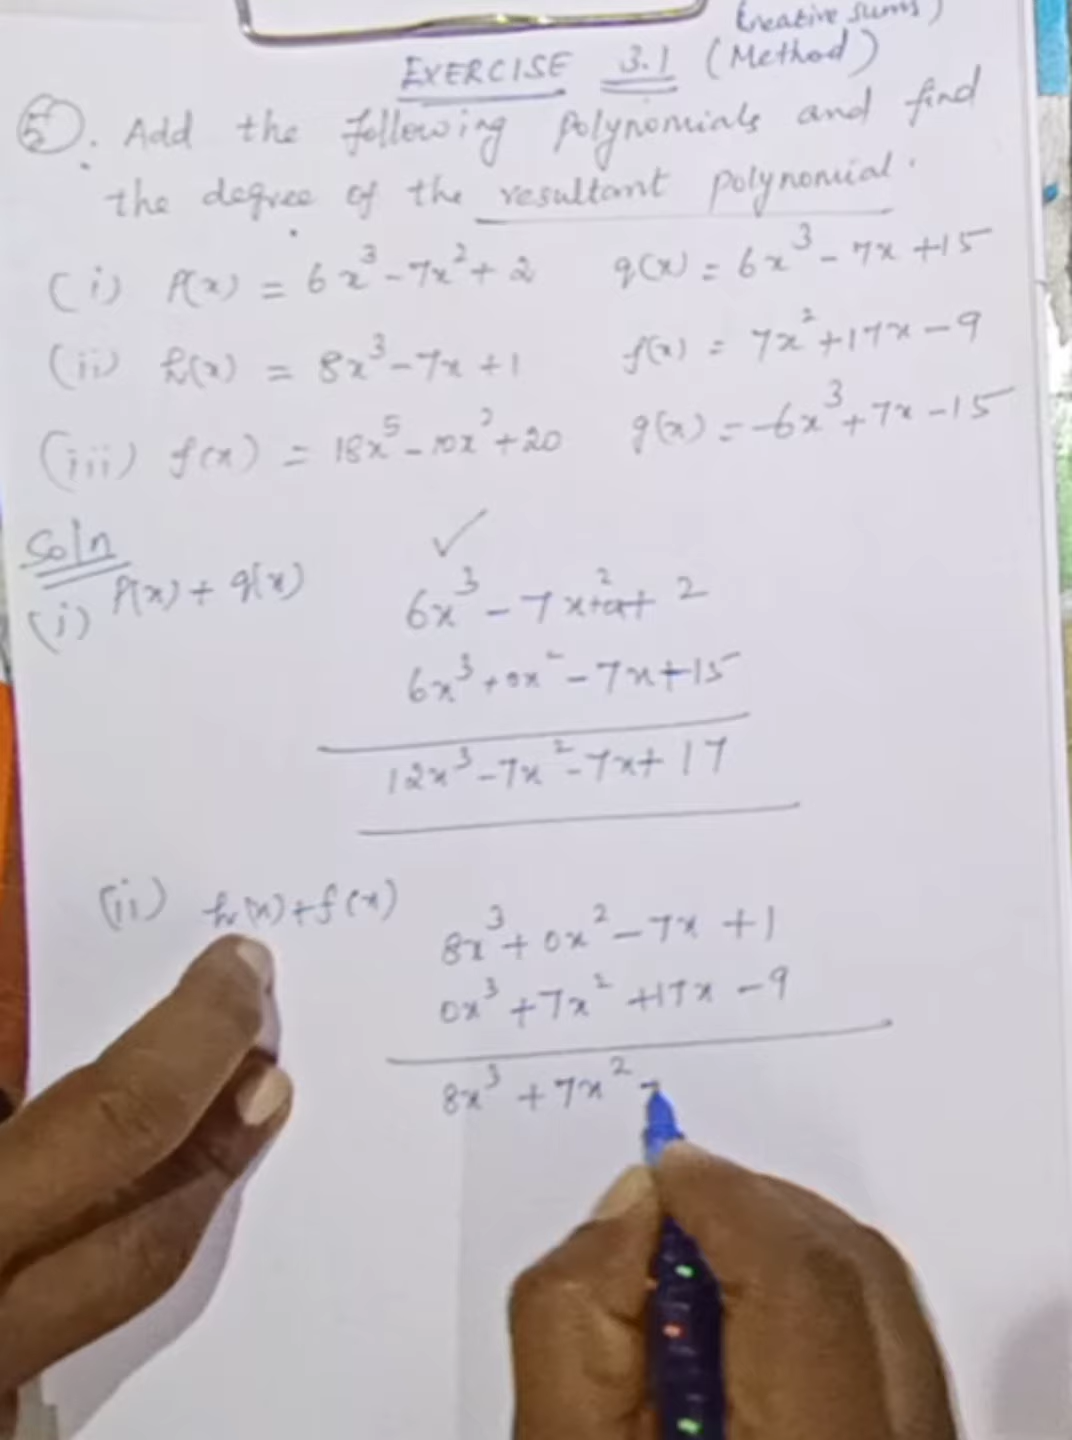 Creative sums)
EXERCISE 3.1 (Method)
5. Add the following polynomials and find
the degree of the resultant polynomial.
(i) P(x) = 6x³ - 7x² + 2 q(x) = 6x³ - 7x + 15
(ii) h(x) = 8x³ - 7x + 1 f(x) = 7x² + 17x - 9
(iii) f(x) = 18x⁵ - 10x² + 20 g(x) = -6x³ + 7x - 15
Soln
(i) P(x) + q(x) 6x³ - 7x² + 0x + 2
6x³ + 0x² - 7x + 15
12x³ - 7x² - 7x + 17
(ii) h(x) + f(x) 8x³ + 0x² - 7x + 1
0x³ + 7x² + 17x - 9
8x³ + 7x²